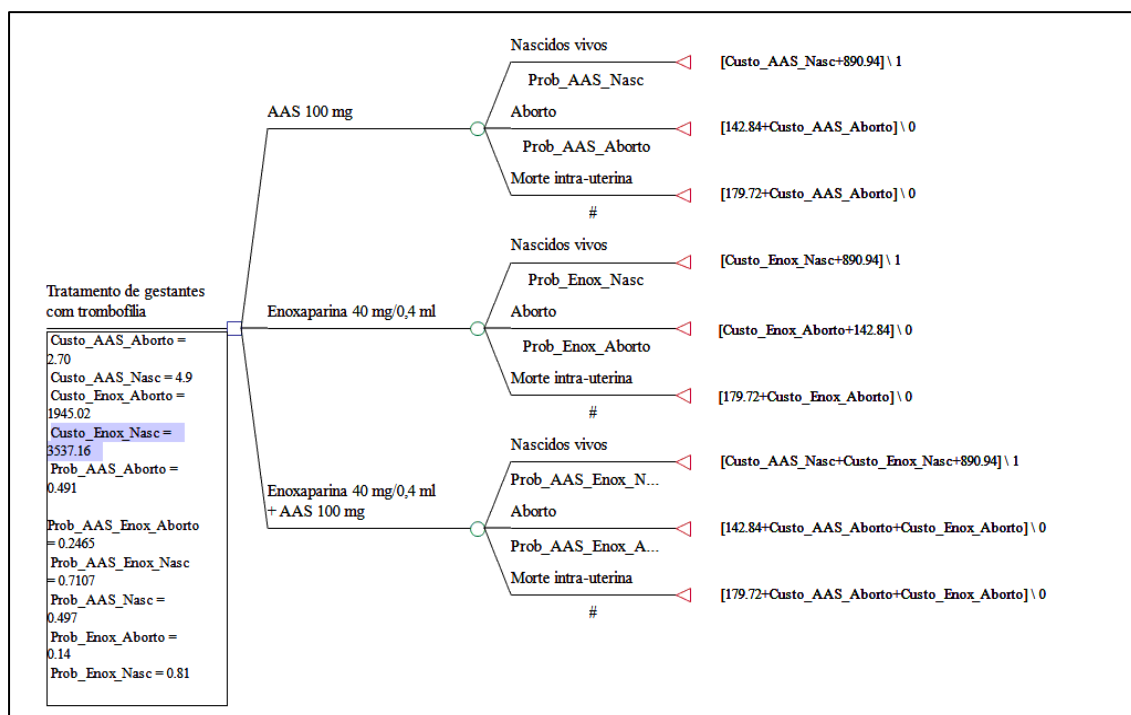 Nascidos vivos
[Custo_AAS_Nasc+890.94] \ 1
Prob_AAS_Nasc
AAS 100 mg
Aborto
[142.84+Custo_AAS_Aborto] \ 0
Prob_AAS_Aborto
Morte intra-uterina
[179.72+Custo_AAS_Aborto] \ 0
#
Nascidos vivos
[Custo_Enox_Nasc+890.94] \ 1
Prob_Enox_Nasc
Tratamento de gestantes
com trombofilia
Enoxaparina 40 mg/0,4 ml
Aborto
[Custo_Enox_Aborto+142.84] \ 0
Prob_Enox_Aborto
Morte intra-uterina
[179.72+Custo_Enox_Aborto] \ 0
#
Custo_AAS_Aborto =
2.70
Custo_AAS_Nasc = 4.9
Custo_Enox_Aborto =
1945.02
Custo_Enox_Nasc =
3537.16
Prob_AAS_Aborto =
0.491
Prob_AAS_Enox_Aborto
= 0.2465
Prob_AAS_Enox_Nasc
= 0.7107
Prob_AAS_Nasc =
0.497
Prob_Enox_Aborto =
0.14
Prob_Enox_Nasc = 0.81
Nascidos vivos
[Custo_AAS_Nasc+Custo_Enox_Nasc+890.94] \ 1
Prob_AAS_Enox_N...
Enoxaparina 40 mg/0,4 ml
+ AAS 100 mg
Aborto
[142.84+Custo_AAS_Aborto+Custo_Enox_Aborto] \ 0
Prob_AAS_Enox_A...
Morte intra-uterina
[179.72+Custo_AAS_Aborto+Custo_Enox_Aborto] \ 0
#